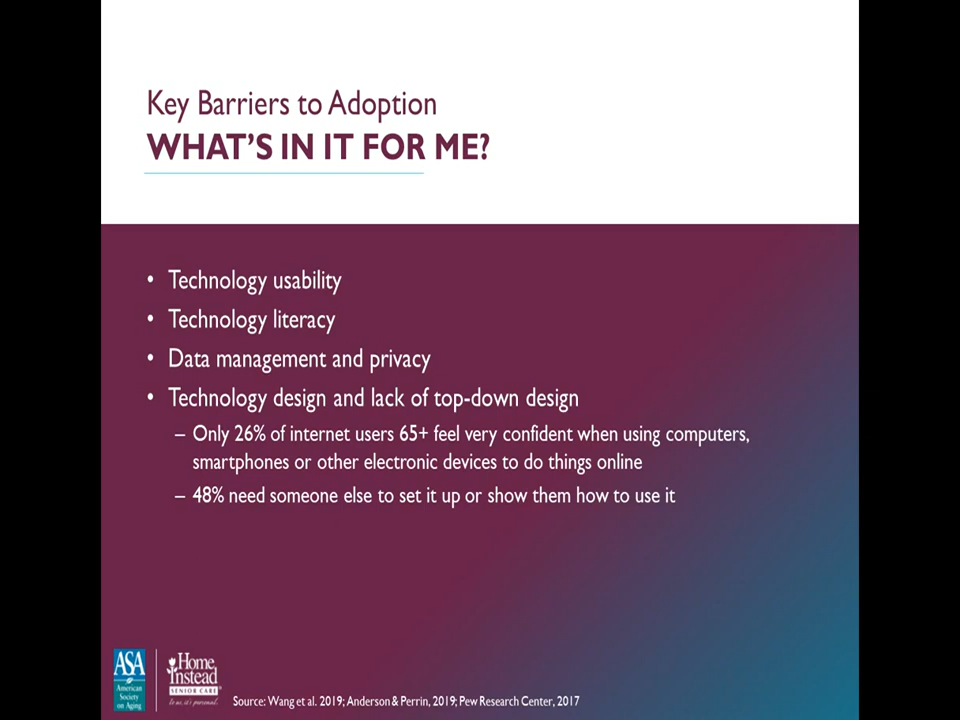 Key Barriers to Adoption
WHAT'S IN IT FOR ME?
• Technology usability
• Technology literacy
• Data management and privacy
• Technology design and lack of top-down design
– Only 26% of internet users 65+ feel very confident when using computers,
smartphones or other electronic devices to do things online
– 48% need someone else to set it up or show them how to use it
ASA
American
Society
on Aging
Home
Instead
SENIOR CARE
to us, it's personal.
Source: Wang et al. 2019; Anderson & Perrin, 2019; Pew Research Center, 2017